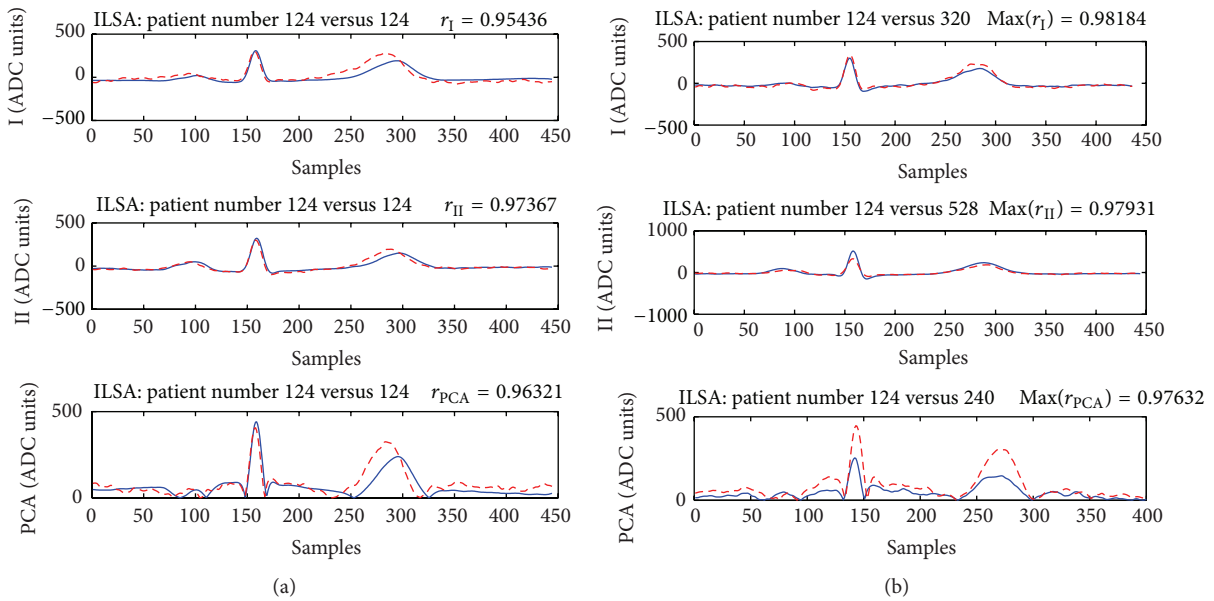 ILSA: patient number 124 versus 124 r_I = 0.95436
500
0
−500
I (ADC units)
0 50 100 150 200 250 300 350 400 450
Samples
ILSA: patient number 124 versus 124 r_II = 0.97367
500
0
−500
II (ADC units)
0 50 100 150 200 250 300 350 400 450
Samples
ILSA: patient number 124 versus 124 r_PCA = 0.96321
500
0
PCA (ADC units)
0 50 100 150 200 250 300 350 400 450
Samples
(a)
ILSA: patient number 124 versus 320 Max(r_I) = 0.98184
500
0
−500
I (ADC units)
0 50 100 150 200 250 300 350 400 450
Samples
ILSA: patient number 124 versus 528 Max(r_II) = 0.97931
1000
0
−1000
II (ADC units)
0 50 100 150 200 250 300 350 400 450
Samples
ILSA: patient number 124 versus 240 Max(r_PCA) = 0.97632
500
0
PCA (ADC units)
0 50 100 150 200 250 300 350 400
Samples
(b)